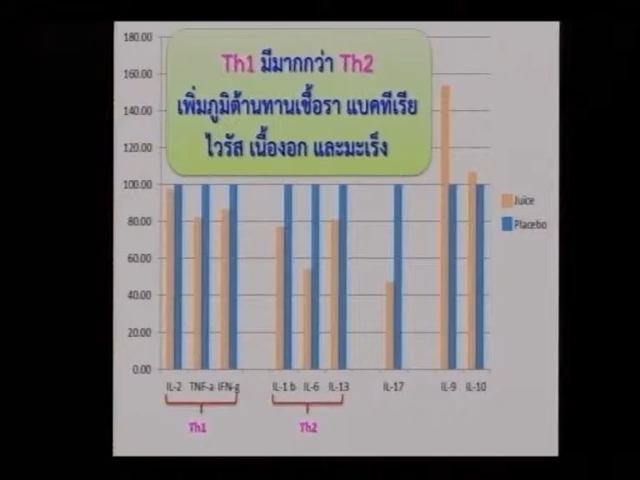 180.00
160.00
140.00
120.00
100.00
80.00
60.00
40.00
20.00
0.00
Th1 มีมากกว่า Th2
เพิ่มภูมิต้านทานเชื้อรา แบคทีเรีย
ไวรัส เนื้องอก และมะเร็ง
Juice
Placebo
IL-2 TNF-a IFN-g IL-1 b IL-6 IL-13 IL-17 IL-9 IL-10
Th1 Th2